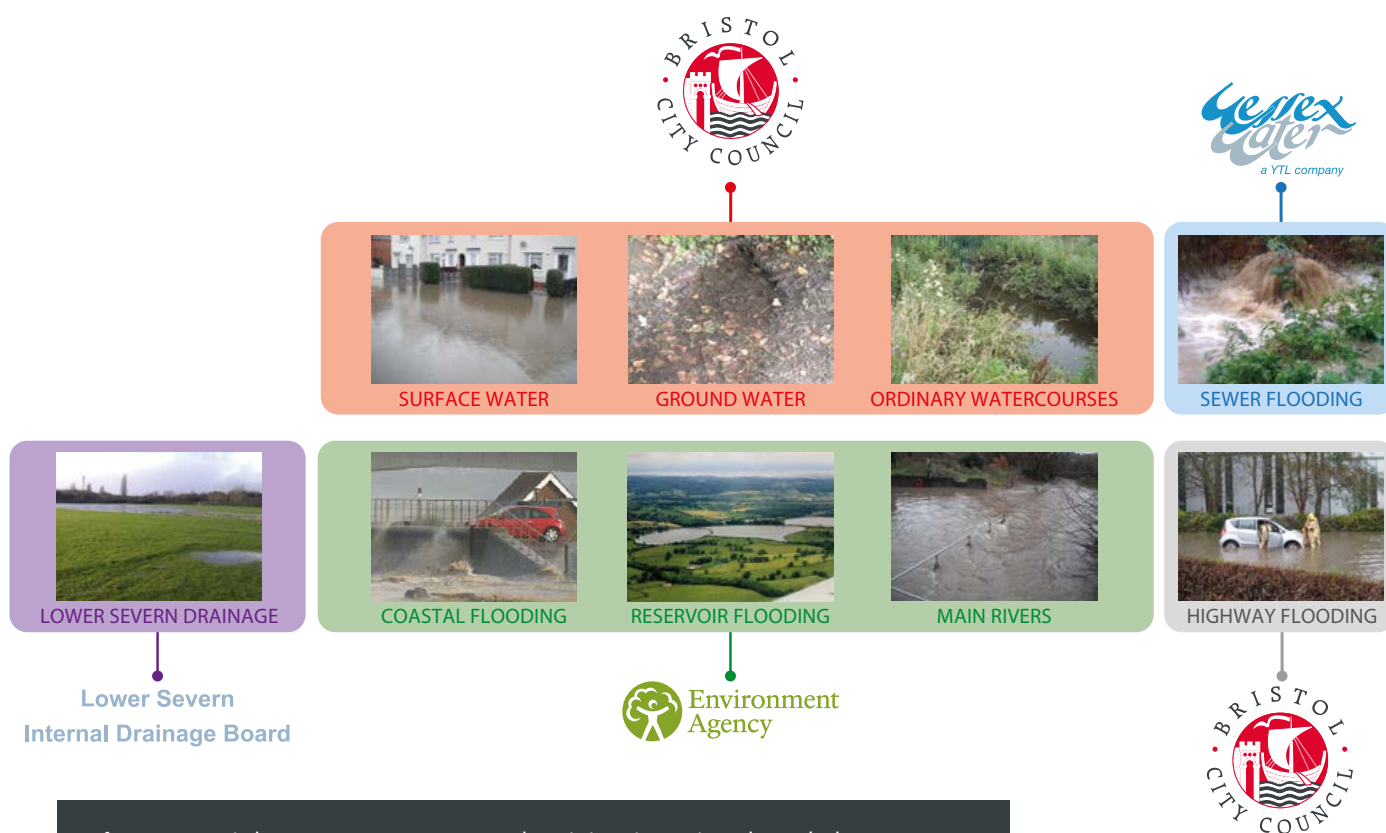 BRISTOL CITY COUNCIL
Wessex
Water
a YTL company
SURFACE WATER
GROUND WATER
ORDINARY WATERCOURSES
SEWER FLOODING
LOWER SEVERN DRAINAGE
COASTAL FLOODING
RESERVOIR FLOODING
MAIN RIVERS
HIGHWAY FLOODING
Lower Severn
Internal Drainage Board
Environment
Agency
BRISTOL CITY COUNCIL